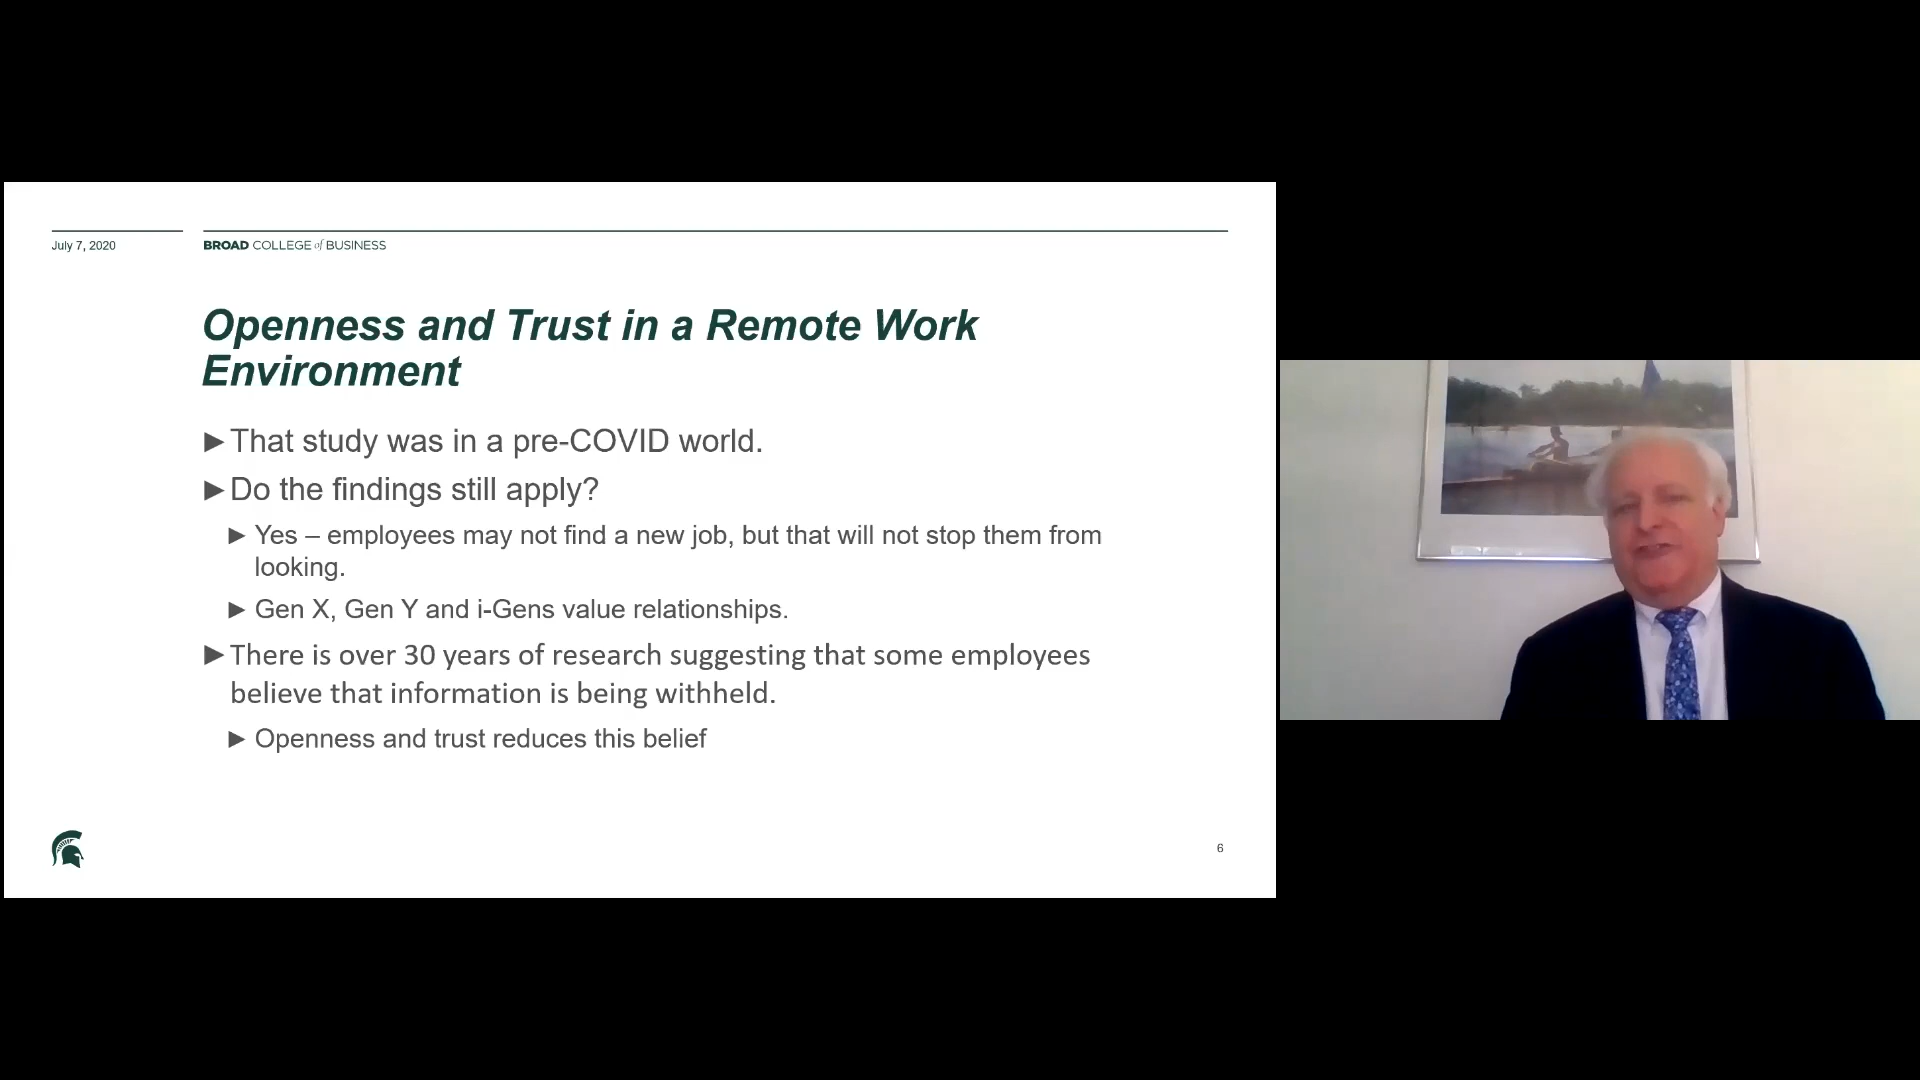 July 7, 2020
BROAD COLLEGE of BUSINESS
Openness and Trust in a Remote Work
Environment
►That study was in a pre-COVID world.
►Do the findings still apply?
► Yes – employees may not find a new job, but that will not stop them from
looking.
► Gen X, Gen Y and i-Gens value relationships.
►There is over 30 years of research suggesting that some employees
believe that information is being withheld.
► Openness and trust reduces this belief
6